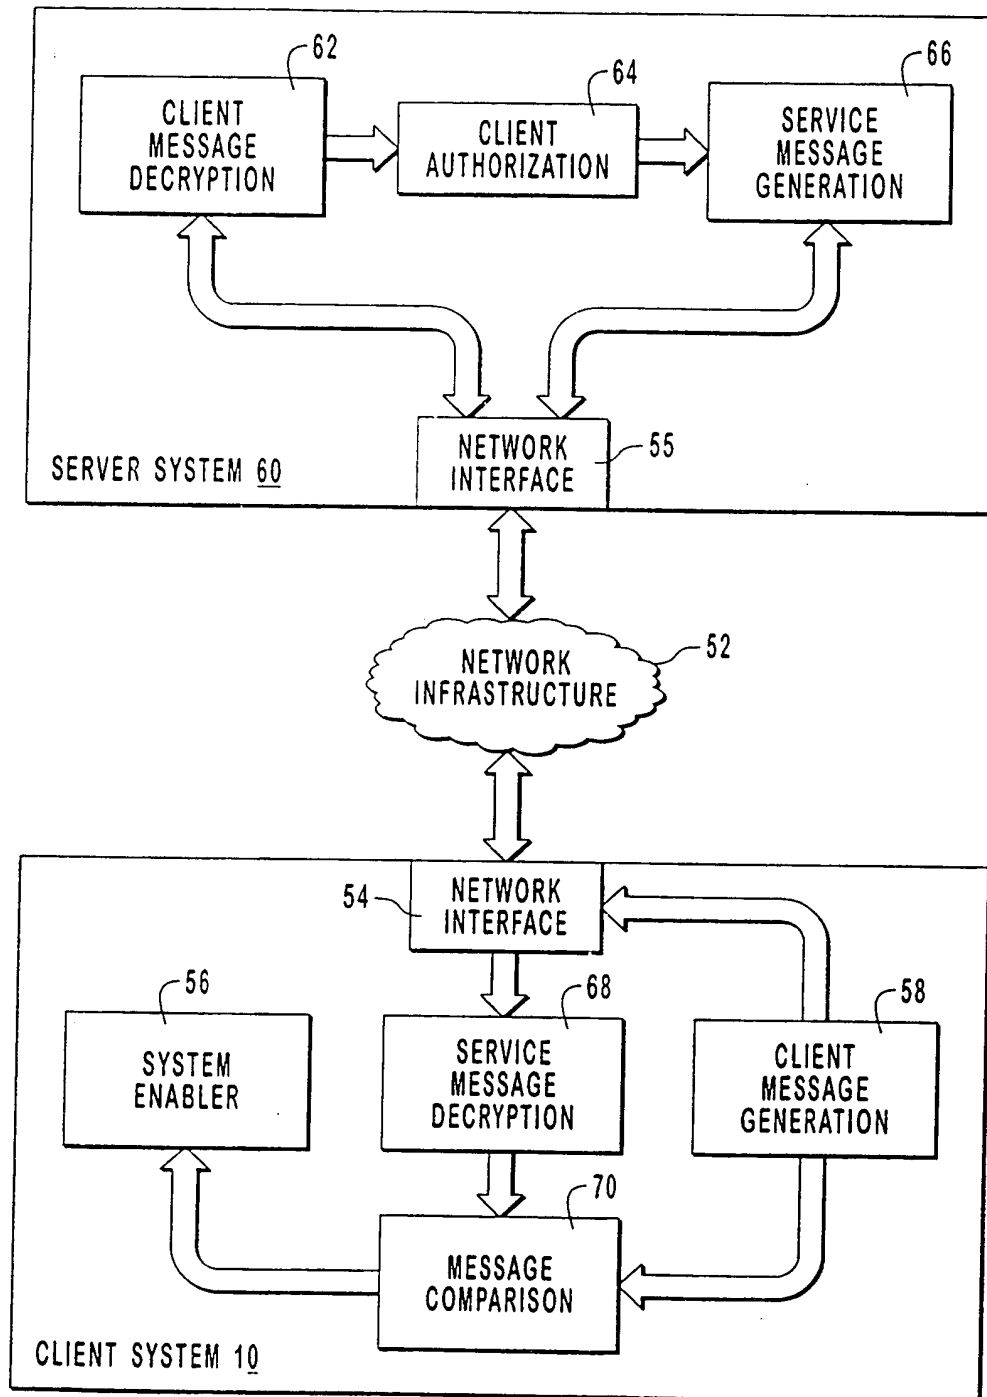 62
64
66
CLIENT
MESSAGE
DECRYPTION
CLIENT
AUTHORIZATION
SERVICE
MESSAGE
GENERATION
NETWORK
INTERFACE
55
SERVER SYSTEM 60
NETWORK
INFRASTRUCTURE
52
54
NETWORK
INTERFACE
56
68
58
SYSTEM
ENABLER
SERVICE
MESSAGE
DECRYPTION
CLIENT
MESSAGE
GENERATION
70
MESSAGE
COMPARISON
CLIENT SYSTEM 10